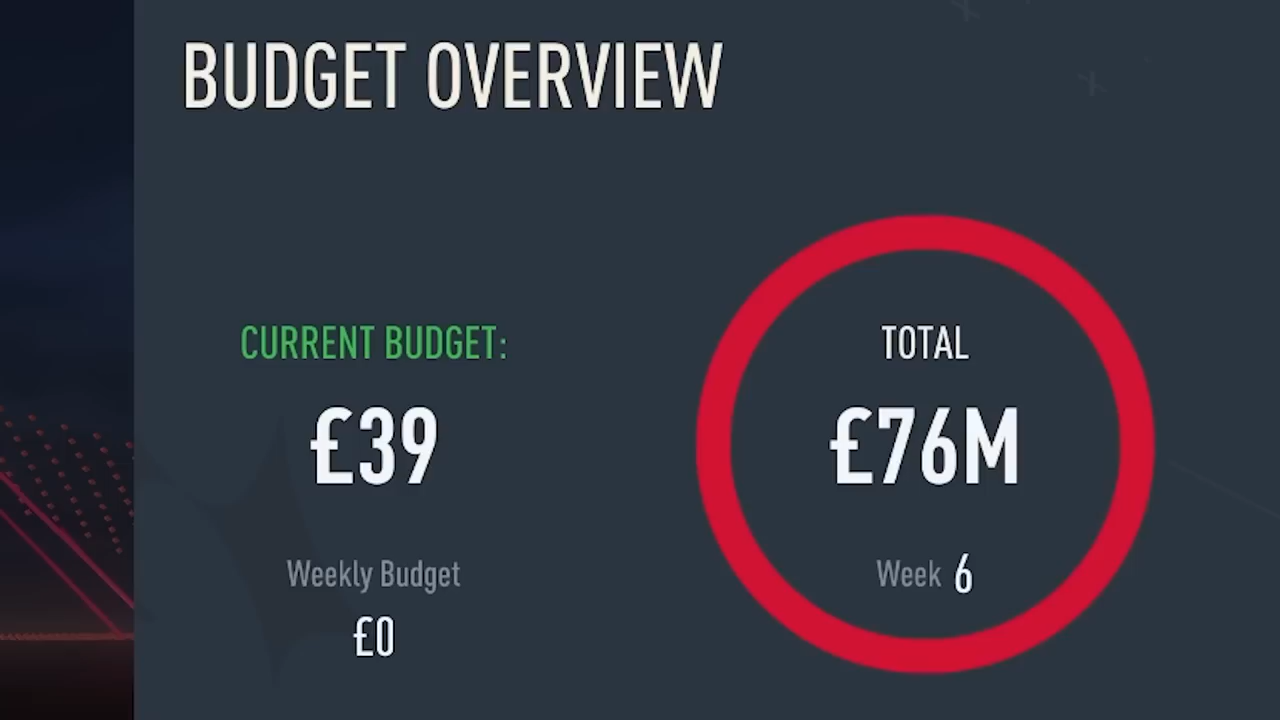 BUDGET OVERVIEW
CURRENT BUDGET:
£39
Weekly Budget
£0
TOTAL
£76M
Week 6